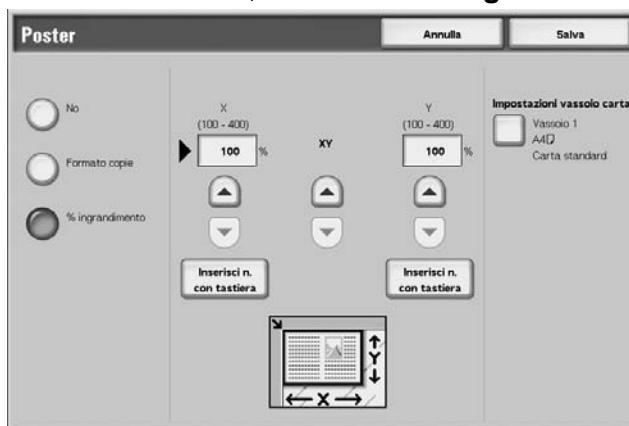 Poster
Annulla
Salva
No
Formato copie
% ingrandimento
X
(100 - 400)
100 %
XY
Y
(100 - 400)
100 %
Inserisci n.
con tastiera
Inserisci n.
con tastiera
Y
X
Impostazioni vassoio carta
Vassoio 1
A4
Carta standard